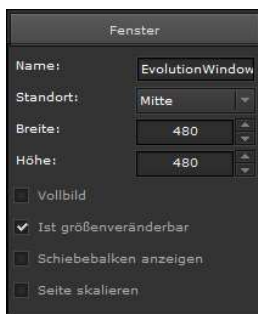 Fenster
Name: EvolutionWindow
Standort: Mitte
Breite: 480
Höhe: 480
Vollbild
Ist größenveränderbar
Schiebebalken anzeigen
Seite skalieren